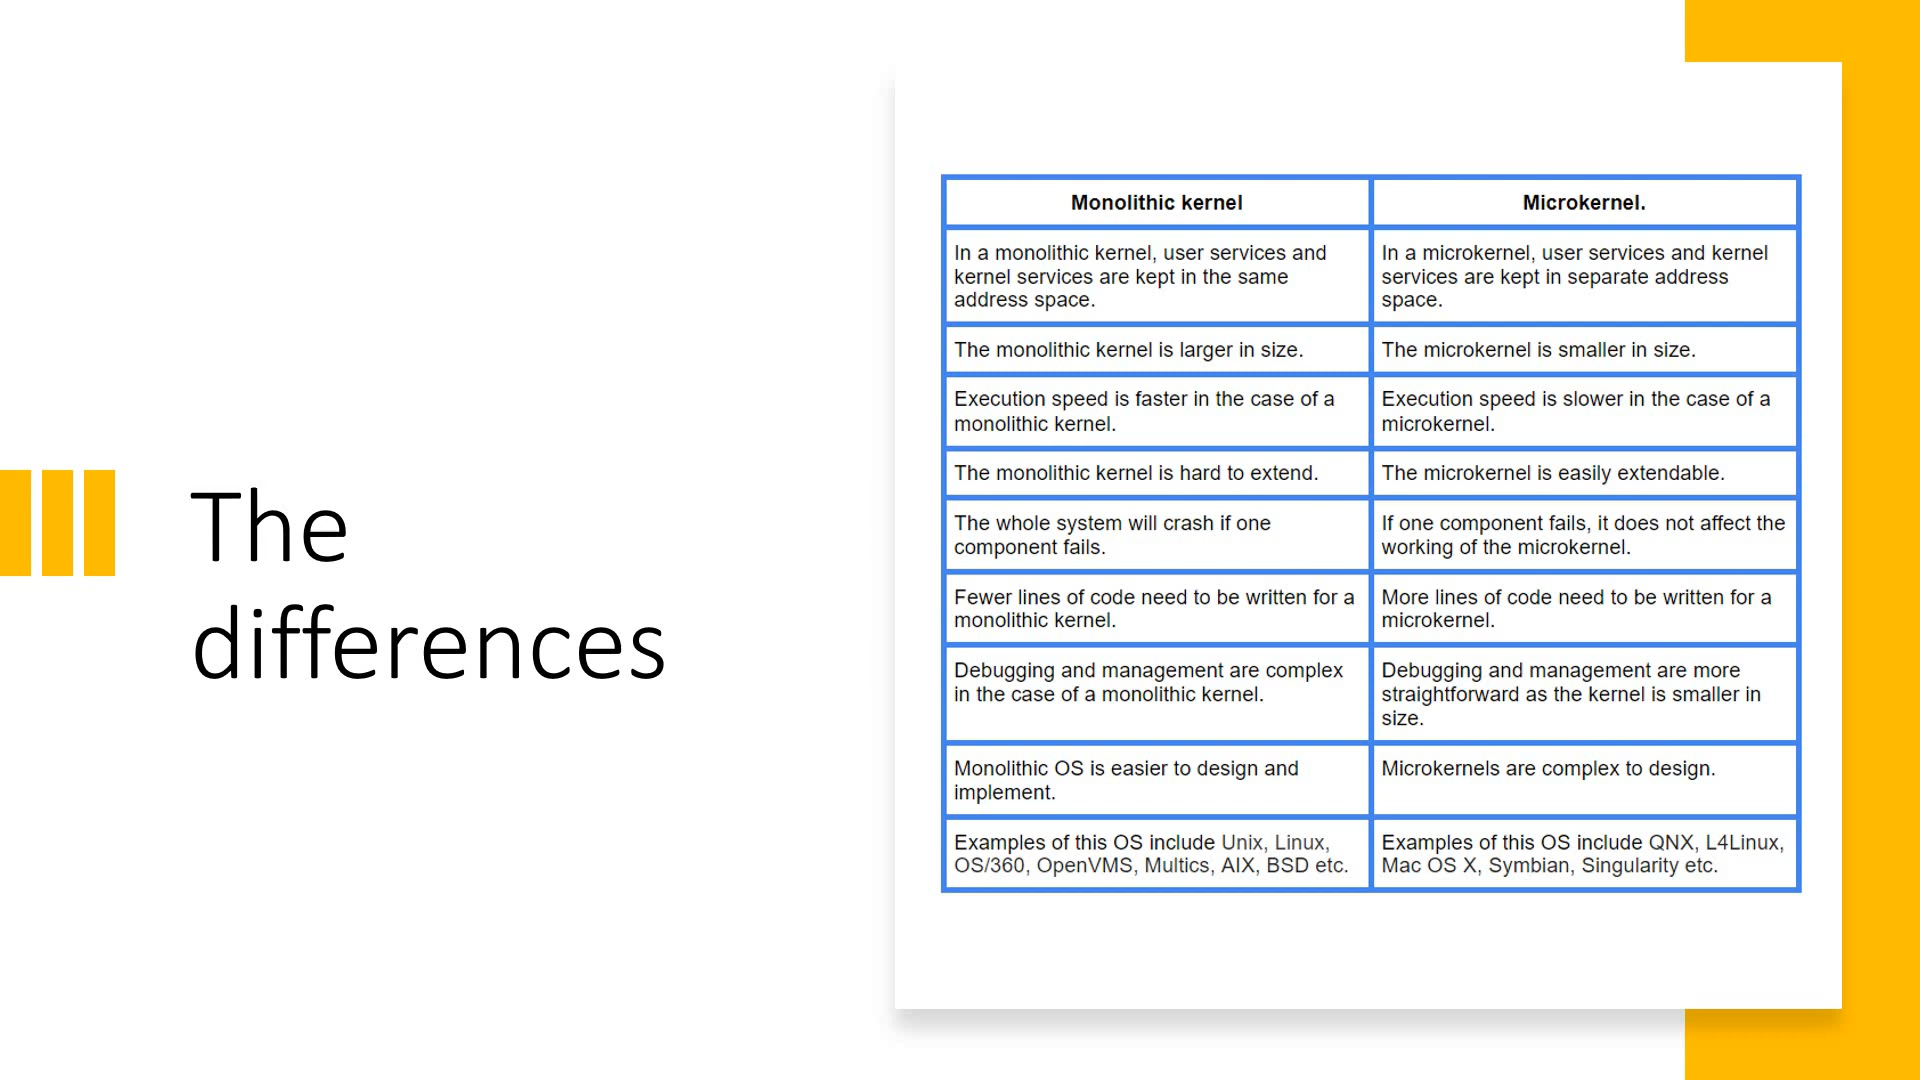 The
differences
Monolithic kernel
Microkernel.
In a monolithic kernel, user services and
kernel services are kept in the same
address space.
In a microkernel, user services and kernel
services are kept in separate address
space.
The monolithic kernel is larger in size.
The microkernel is smaller in size.
Execution speed is faster in the case of a
monolithic kernel.
Execution speed is slower in the case of a
microkernel.
The monolithic kernel is hard to extend.
The microkernel is easily extendable.
The whole system will crash if one
component fails.
If one component fails, it does not affect the
working of the microkernel.
Fewer lines of code need to be written for a
monolithic kernel.
More lines of code need to be written for a
microkernel.
Debugging and management are complex
in the case of a monolithic kernel.
Debugging and management are more
straightforward as the kernel is smaller in
size.
Monolithic OS is easier to design and
implement.
Microkernels are complex to design.
Examples of this OS include Unix, Linux,
OS/360, OpenVMS, Multics, AIX, BSD etc.
Examples of this OS include QNX, L4Linux,
Mac OS X, Symbian, Singularity etc.